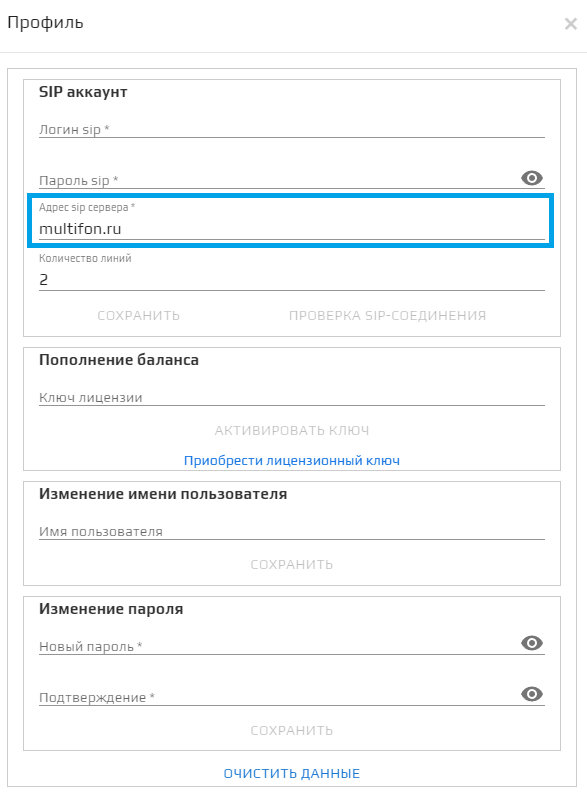 Профиль
SIP аккаунт
Логин sip *
Пароль sip *
Адрес sip сервера *
multifon.ru
Количество линий
2
СОХРАНИТЬ ПРОВЕРКА SIP-СОЕДИНЕНИЯ
Пополнение баланса
Ключ лицензии
АКТИВИРОВАТЬ КЛЮЧ
Приобрести лицензионный ключ
Изменение имени пользователя
Имя пользователя
СОХРАНИТЬ
Изменение пароля
Новый пароль *
Подтверждение *
СОХРАНИТЬ
ОЧИСТИТЬ ДАННЫЕ